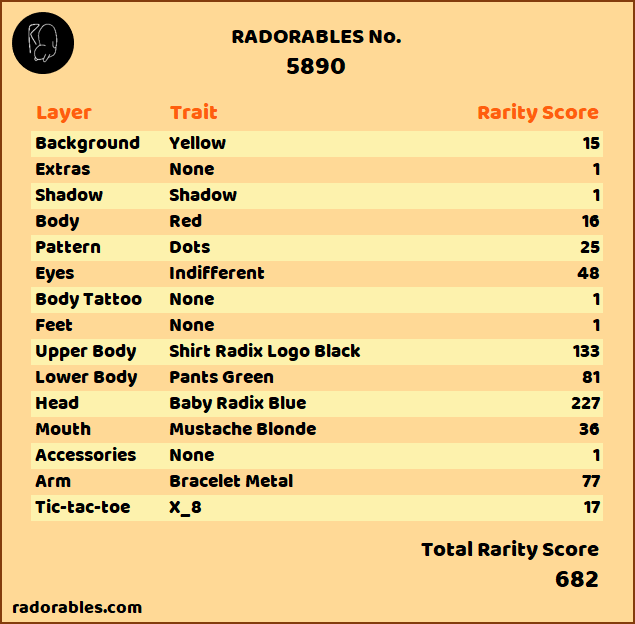 RADORABLES No.
5890
Layer Trait Rarity Score
Background Yellow 15
Extras None 1
Shadow Shadow 1
Body Red 16
Pattern Dots 25
Eyes Indifferent 48
Body Tattoo None 1
Feet None 1
Upper Body Shirt Radix Logo Black 133
Lower Body Pants Green 81
Head Baby Radix Blue 227
Mouth Mustache Blonde 36
Accessories None 1
Arm Bracelet Metal 77
Tic-tac-toe X_8 17
Total Rarity Score
682
radorables.com